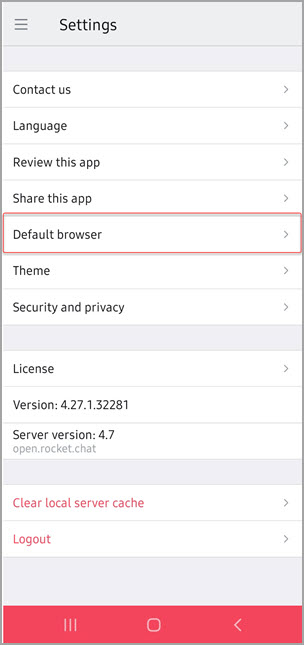 Settings
Contact us
Language
Review this app
Share this app
Default browser
Theme
Security and privacy
License
Version: 4.27.1.32281
Server version: 4.7
open.rocket.chat
Clear local server cache
Logout